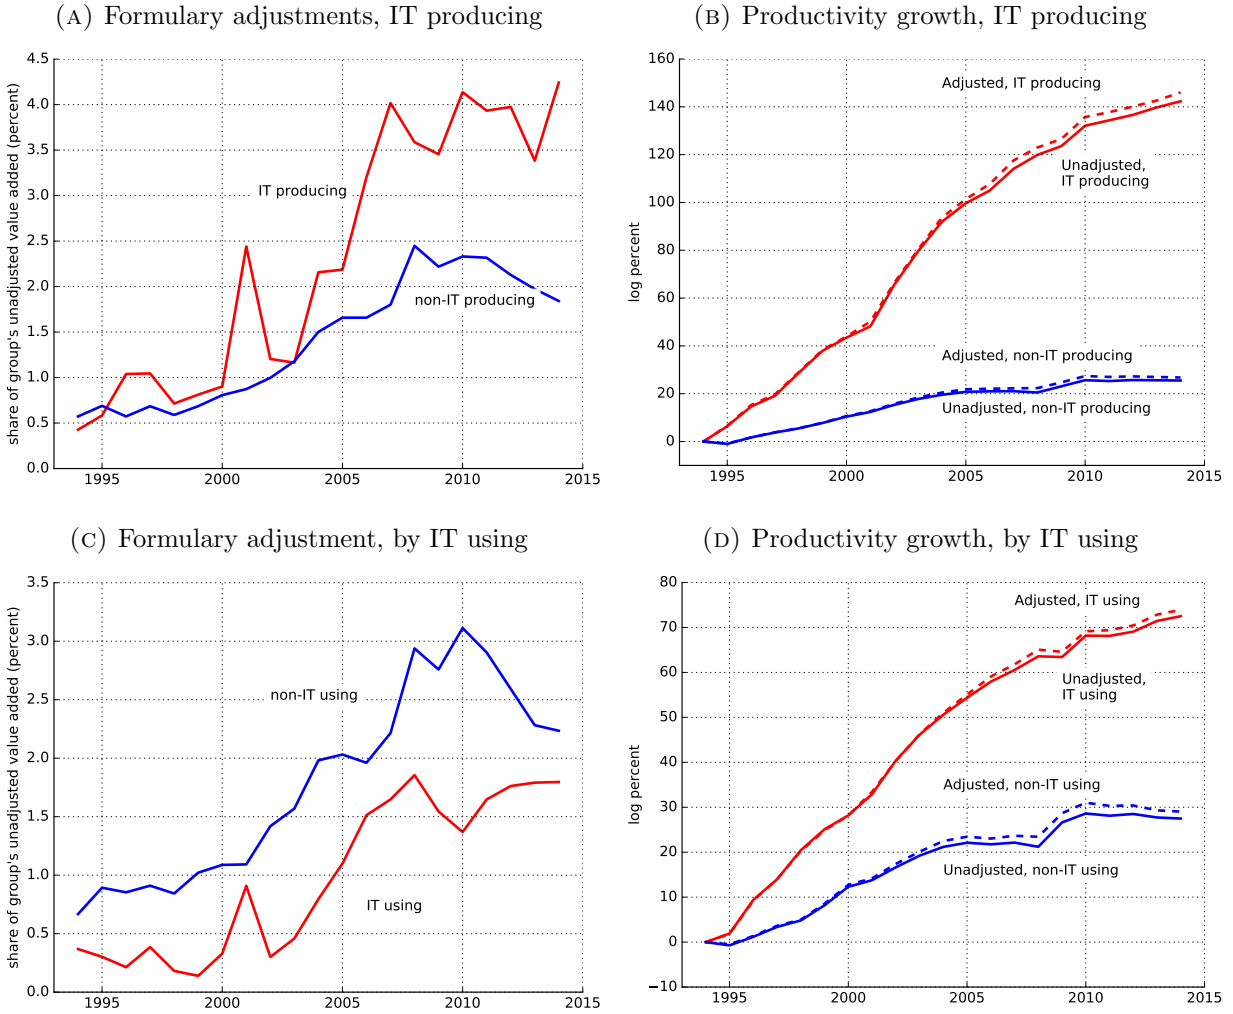 (A) Formulary adjustments, IT producing
4.5
4.0
3.5
3.0
2.5
2.0
1.5
1.0
0.5
0.0
share of group's unadjusted value added (percent)
IT producing
non-IT producing
1995
2000
2005
2010
2015
(B) Productivity growth, IT producing
160
140
120
100
80
60
40
20
0
log percent
Adjusted, IT producing
Unadjusted,
IT producing
Adjusted, non-IT producing
Unadjusted, non-IT producing
1995
2000
2005
2010
2015
(C) Formulary adjustment, by IT using
3.5
3.0
2.5
2.0
1.5
1.0
0.5
0.0
share of group's unadjusted value added (percent)
non-IT using
IT using
1995
2000
2005
2010
2015
(D) Productivity growth, by IT using
80
70
60
50
40
30
20
10
0
−10
log percent
Adjusted, IT using
Unadjusted,
IT using
Adjusted, non-IT using
Unadjusted, non-IT using
1995
2000
2005
2010
2015